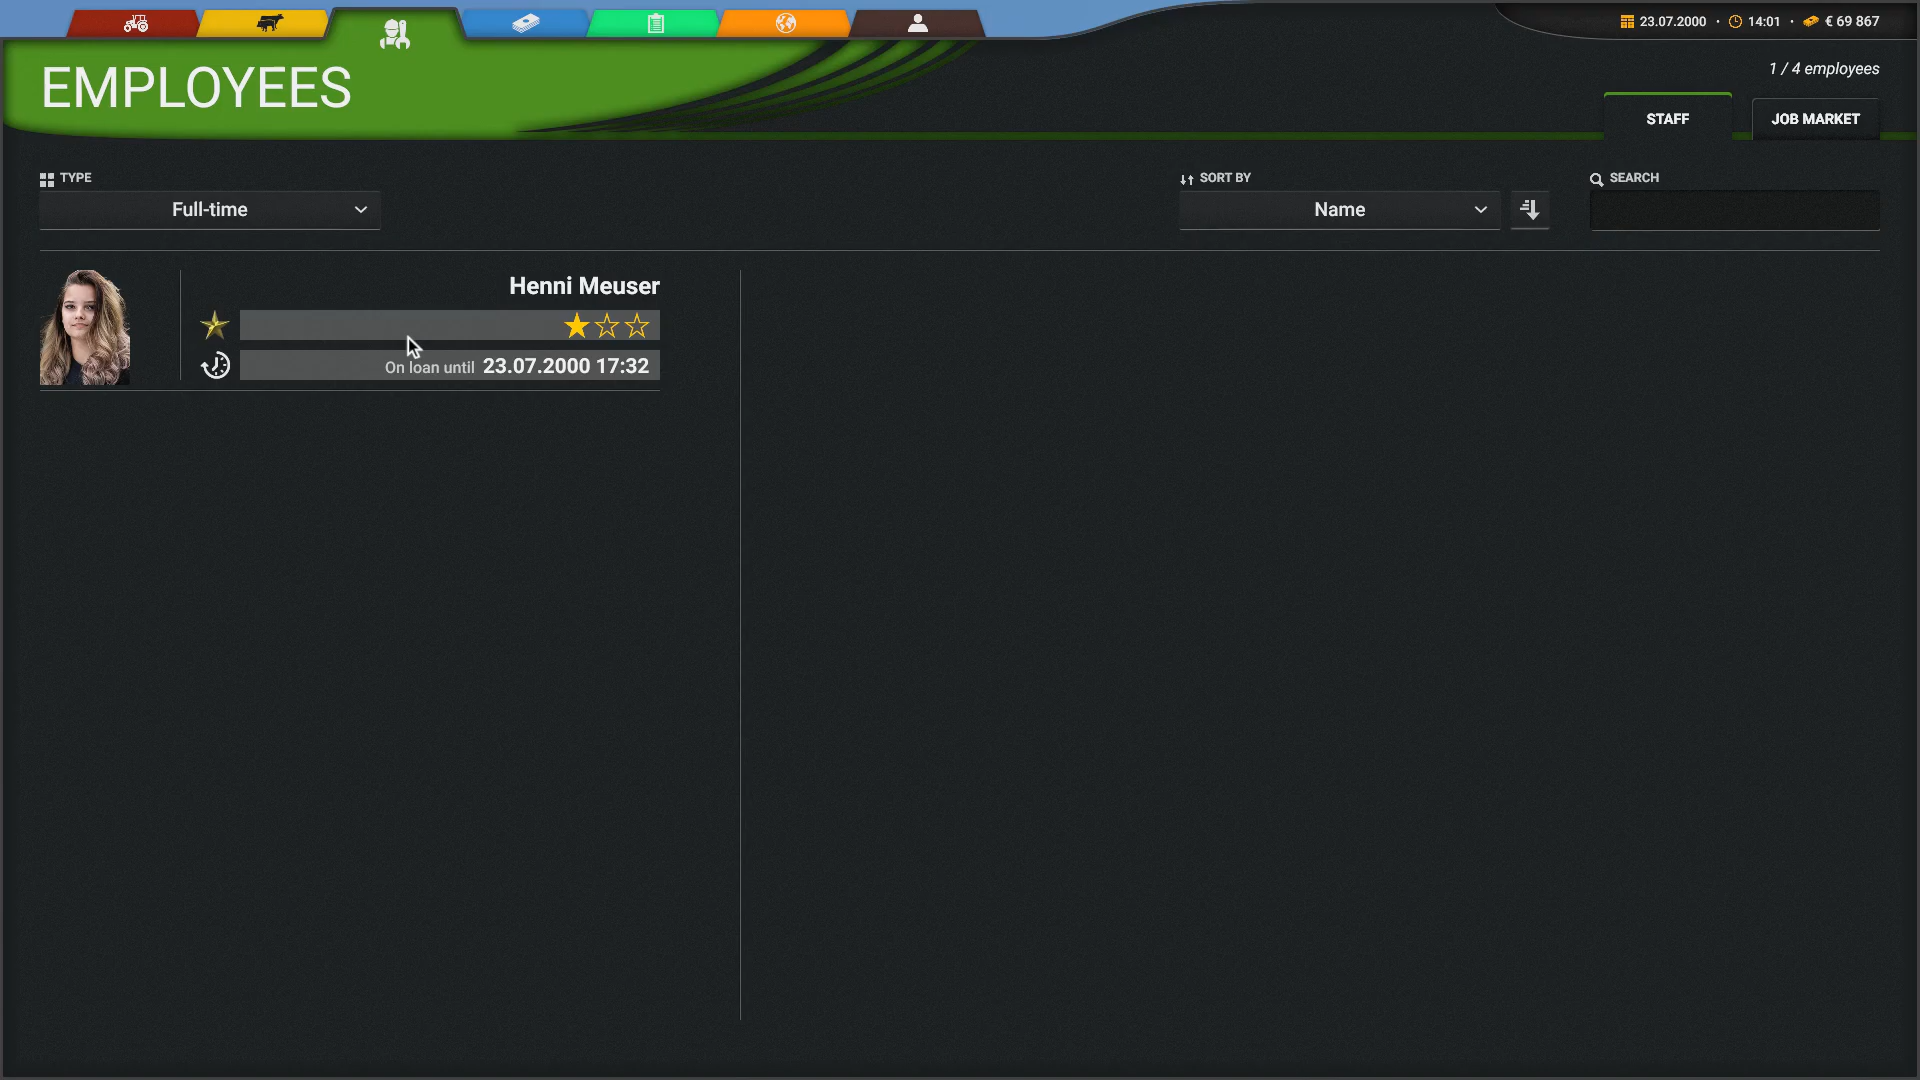 23.07.2000 • 14:01 • € 69 867
EMPLOYEES
1 / 4 employees
STAFF
JOB MARKET
TYPE
Full-time
SORT BY
Name
SEARCH
Henni Meuser
On loan until 23.07.2000 17:32